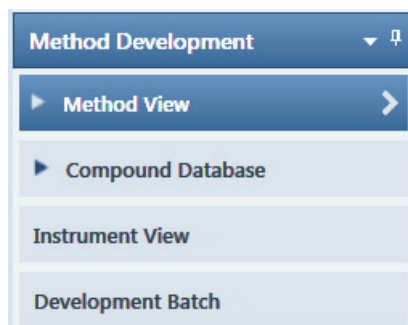 Method Development
Method View
Compound Database
Instrument View
Development Batch